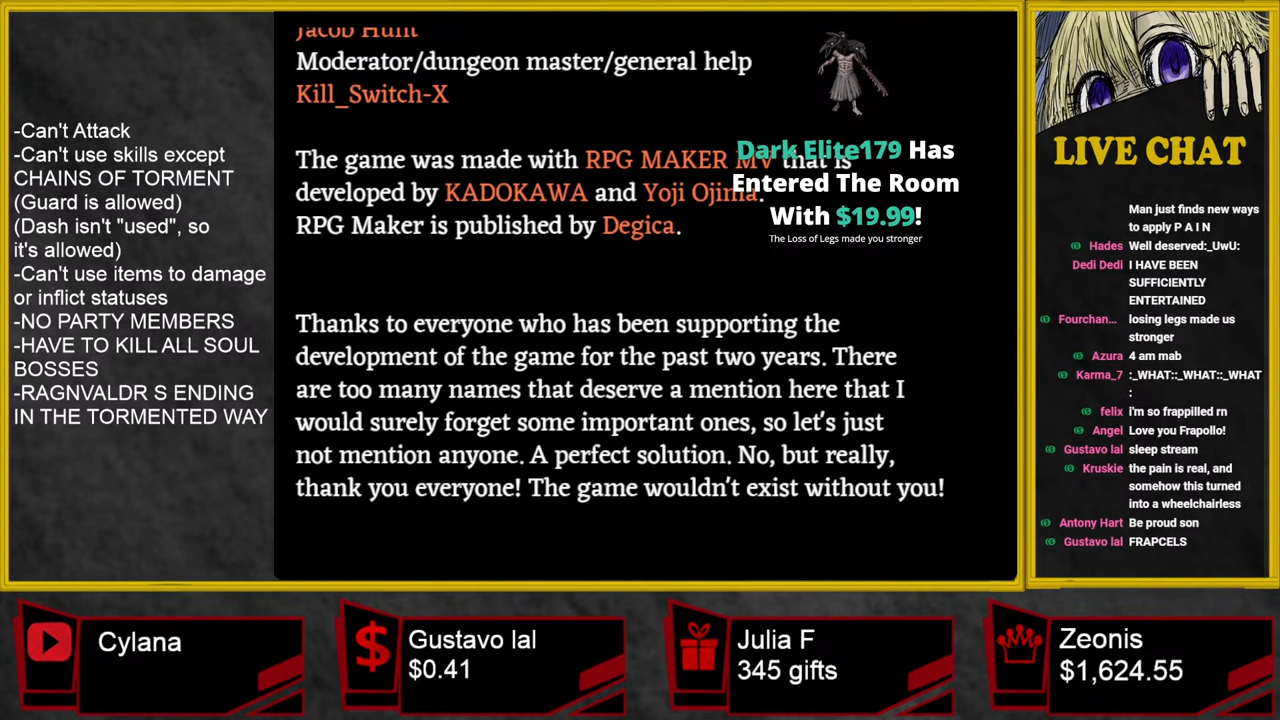 -Can't Attack
-Can't use skills except
CHAINS OF TORMENT
(Guard is allowed)
(Dash isn't "used", so
it's allowed)
-Can't use items to damage
or inflict statuses
-NO PARTY MEMBERS
-HAVE TO KILL ALL SOUL
BOSSES
-RAGNVALDR S ENDING
IN THE TORMENTED WAY
Jacob Hunt
Moderator/dungeon master/general help
Kill_Switch-X
The game was made with RPG MAKER MV that is
developed by KADOKAWA and Yoji Ojima.
RPG Maker is published by Degica.
Thanks to everyone who has been supporting the
development of the game for the past two years. There
are too many names that deserve a mention here that I
would surely forget some important ones, so let's just
not mention anyone. A perfect solution. No, but really,
thank you everyone! The game wouldn't exist without you!
Dark Elite179 Has
Entered The Room
With $19.99!
The Loss of Legs made you stronger
LIVE CHAT
Man just finds new ways
to apply P A I N
Hades Well deserved:_UwU:
Dedi Dedi I HAVE BEEN
SUFFICIENTLY
ENTERTAINED
Fourchan... losing legs made us
stronger
Azura 4 am mab
Karma_7 :_WHAT::_WHAT::_WHAT
:
felix i'm so frappilled rn
Angel Love you Frapollo!
Gustavo lal sleep stream
Kruskie the pain is real, and
somehow this turned
into a wheelchairless
Antony Hart Be proud son
Gustavo lal FRAPCELS
Cylana
$
Gustavo lal
$0.41
Julia F
345 gifts
Zeonis
$1,624.55